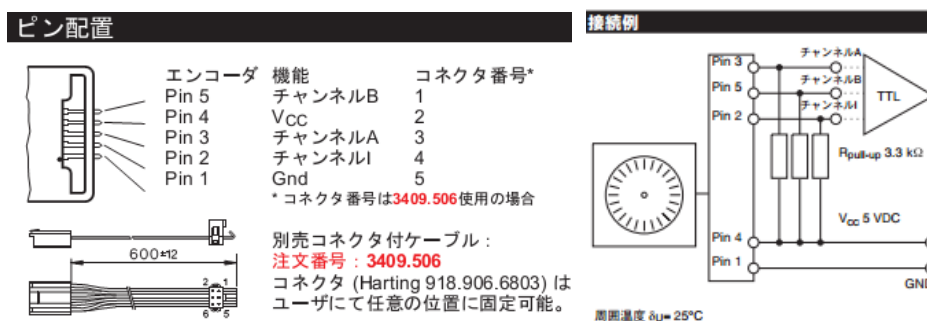 ピン配置
エンコーダ 機能 コネクタ番号*
Pin 5 チャンネルB 1
Pin 4 VCC 2
Pin 3 チャンネルA 3
Pin 2 チャンネルI 4
Pin 1 Gnd 5
* コネクタ番号は3409.506使用の場合
別売コネクタ付ケーブル：
注文番号：3409.506
コネクタ (Harting 918.906.6803) は
ユーザにて任意の位置に固定可能。
600±12
2 1
6 5
接続例
Pin 3 チャンネルA
Pin 5 チャンネルB
Pin 2 チャンネルI
TTL
Rpull-up 3.3 kΩ
VCC 5 VDC
Pin 4
Pin 1
GND
周囲温度 δU= 25°C